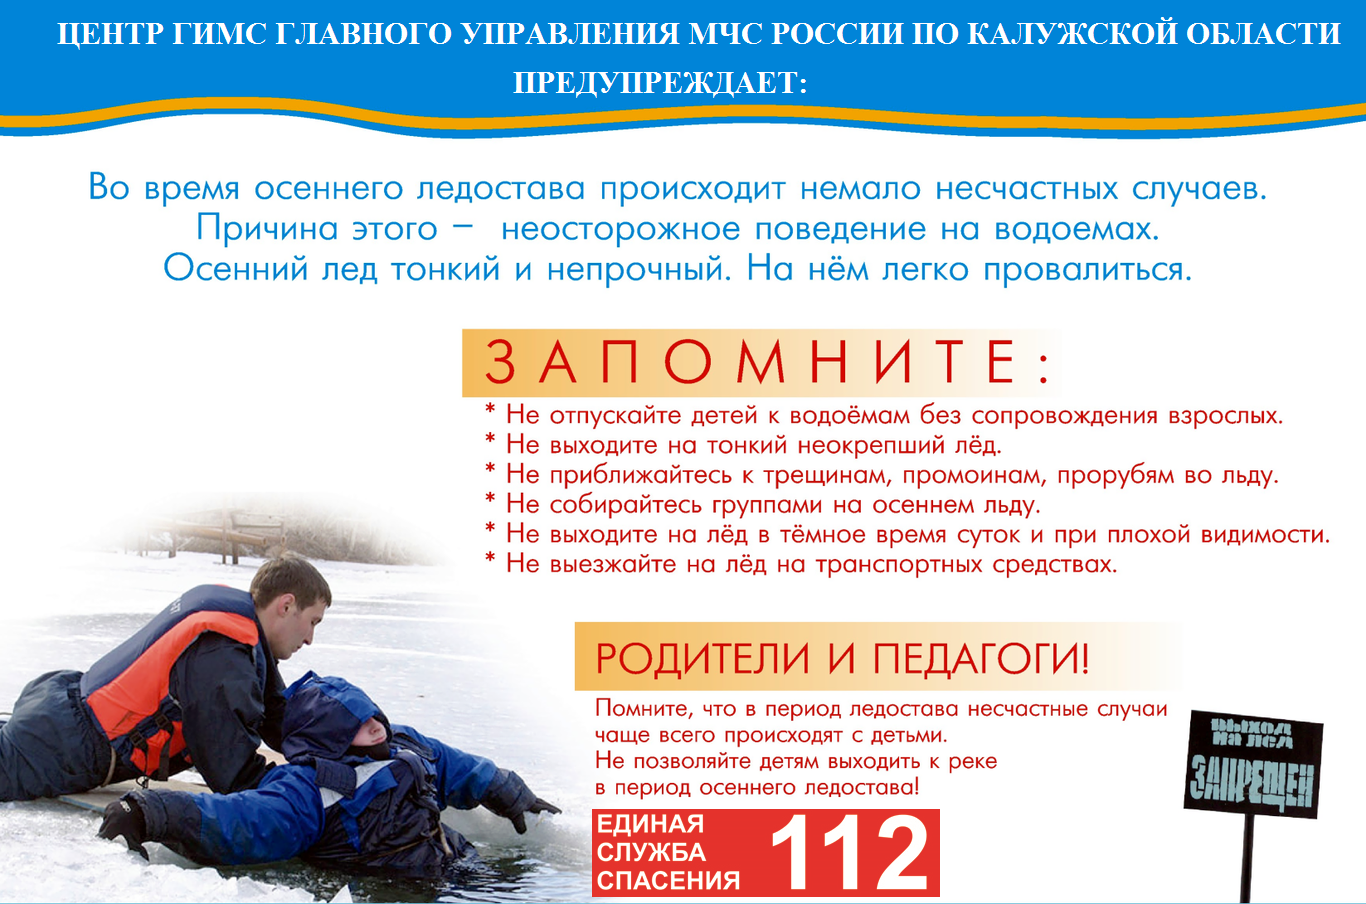 ЦЕНТР ГИМС ГЛАВНОГО УПРАВЛЕНИЯ МЧС РОССИИ ПО КАЛУЖСКОЙ ОБЛАСТИ
ПРЕДУПРЕЖДАЕТ:
Во время осеннего ледостава происходит немало несчастных случаев.
Причина этого – неосторожное поведение на водоемах.
Осенний лед тонкий и непрочный. На нём легко провалиться.
ЗАПОМНИТЕ:
* Не отпускайте детей к водоёмам без сопровождения взрослых.
* Не выходите на тонкий неокрепший лёд.
* Не приближайтесь к трещинам, промоинам, прорубям во льду.
* Не собирайтесь группами на осеннем льду.
* Не выходите на лёд в тёмное время суток и при плохой видимости.
* Не выезжайте на лёд на транспортных средствах.
РОДИТЕЛИ И ПЕДАГОГИ!
Помните, что в период ледостава несчастные случаи
чаще всего происходят с детьми.
Не позволяйте детям выходить к реке
в период осеннего ледостава!
ВЫХОД
НА ЛЕД
ЗАПРЕЩЕН
ЕДИНАЯ
СЛУЖБА
СПАСЕНИЯ
112